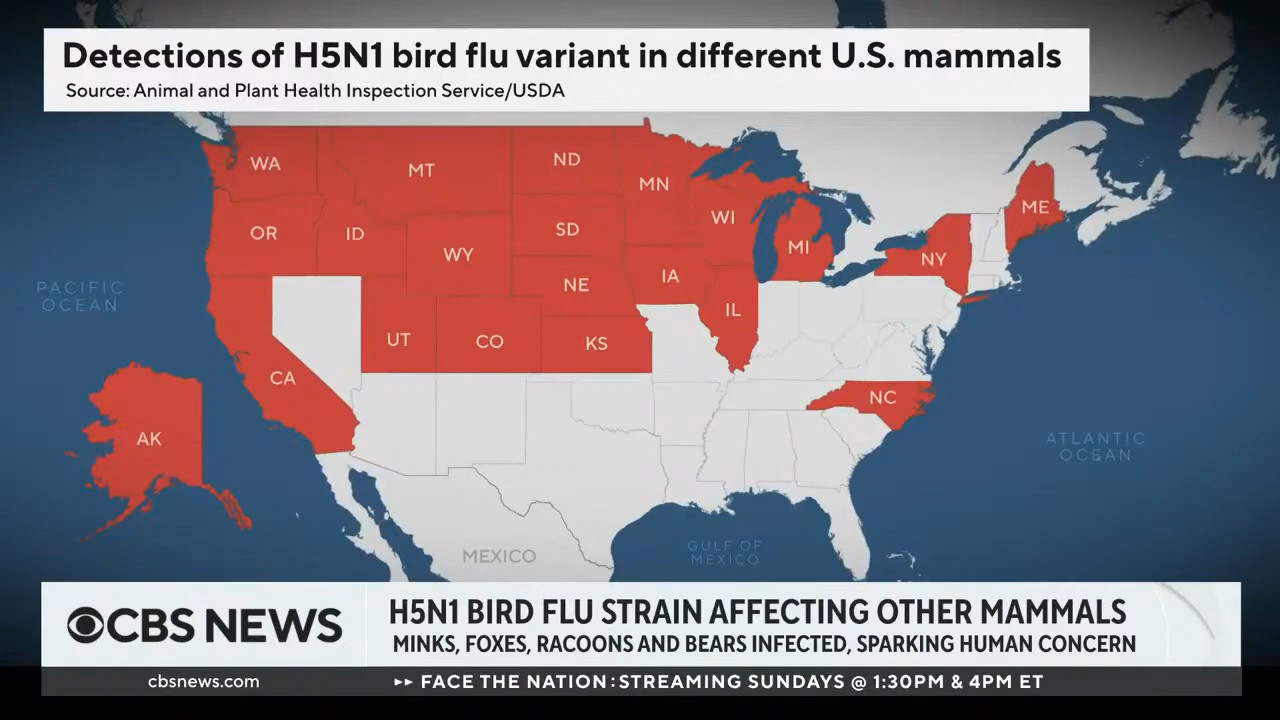 Detections of H5N1 bird flu variant in different U.S. mammals
Source: Animal and Plant Health Inspection Service/USDA
WA
MT
ND
MN
OR
ID
WY
SD
WI
MI
ME
NY
NE
IA
IL
UT
CO
KS
CA
NC
AK
PACIFIC
OCEAN
ATLANTIC
OCEAN
MEXICO
GULF OF
MEXICO
CBS NEWS
H5N1 BIRD FLU STRAIN AFFECTING OTHER MAMMALS
MINKS, FOXES, RACOONS AND BEARS INFECTED, SPARKING HUMAN CONCERN
cbsnews.com
▸▸ FACE THE NATION: STREAMING SUNDAYS @ 1:30PM & 4PM ET